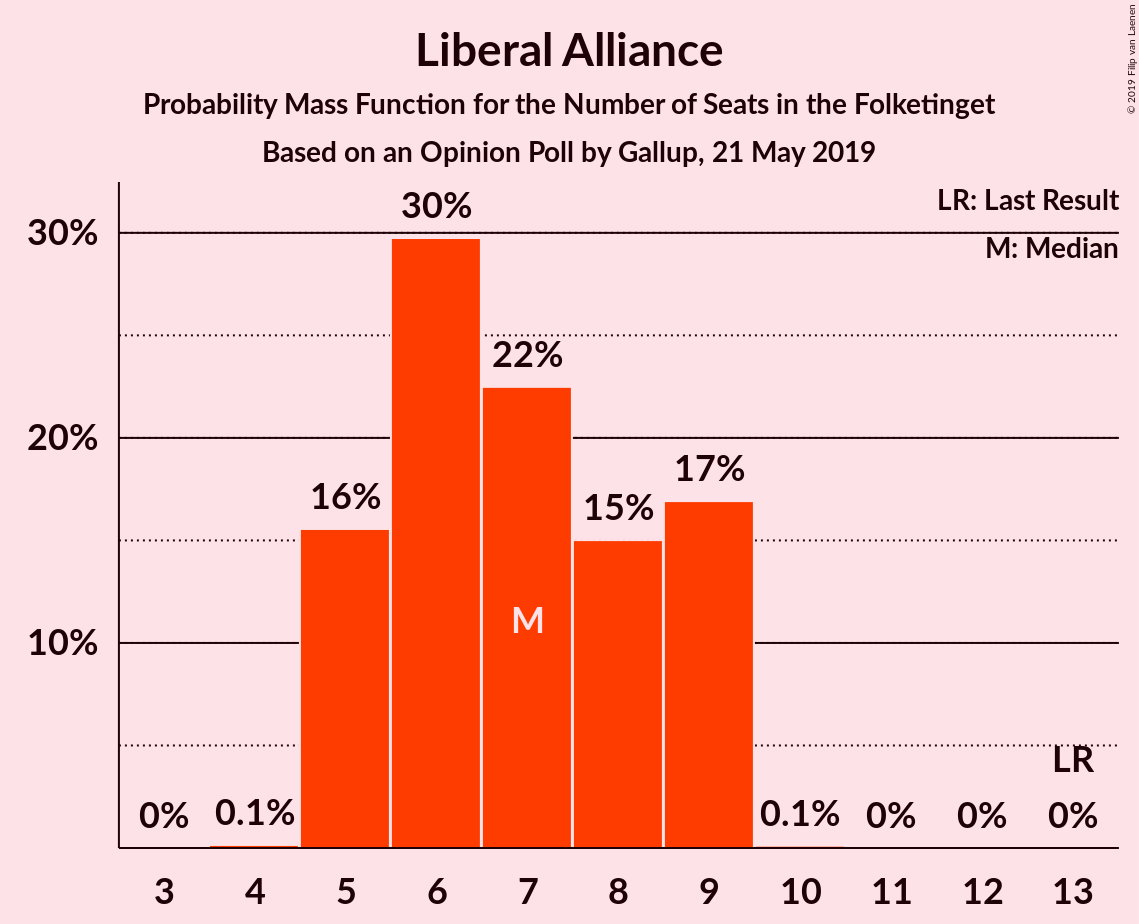 Liberal Alliance
Probability Mass Function for the Number of Seats in the Folketinget
Based on an Opinion Poll by Gallup, 21 May 2019
© 2019 Filip van Laenen
LR: Last Result
M: Median
30%
20%
10%
0%
0.1%
16%
30%
22%
15%
17%
0.1%
0%
0%
0%
M
LR
3 4 5 6 7 8 9 10 11 12 13